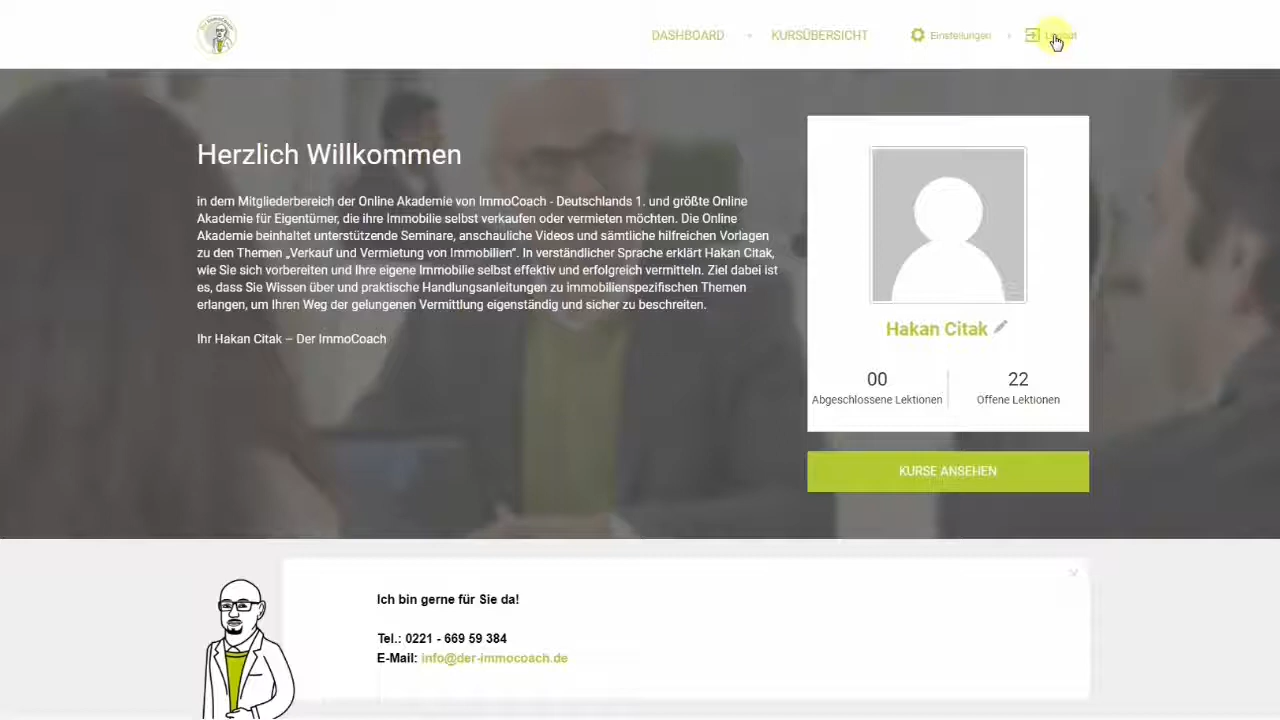 Der ImmoCoach
DASHBOARD
KURSÜBERSICHT
Einstellungen
Herzlich Willkommen
in dem Mitgliederbereich der Online Akademie von ImmoCoach - Deutschlands 1. und größte Online
Akademie für Eigentümer, die ihre Immobilie selbst verkaufen oder vermieten möchten. Die Online
Akademie beinhaltet unterstützende Seminare, anschauliche Videos und sämtliche hilfreichen Vorlagen
zu den Themen „Verkauf und Vermietung von Immobilien“. In verständlicher Sprache erklärt Hakan Citak,
wie Sie sich vorbereiten und Ihre eigene Immobilie selbst effektiv und erfolgreich vermitteln. Ziel dabei ist
es, dass Sie Wissen über und praktische Handlungsanleitungen zu immobilienspezifischen Themen
erlangen, um Ihren Weg der gelungenen Vermittlung eigenständig und sicher zu beschreiten.
Ihr Hakan Citak – Der ImmoCoach
Hakan Citak
00
Abgeschlossene Lektionen
22
Offene Lektionen
KURSE ANSEHEN
Ich bin gerne für Sie da!
Tel.: 0221 - 669 59 384
E-Mail: info@der-immocoach.de